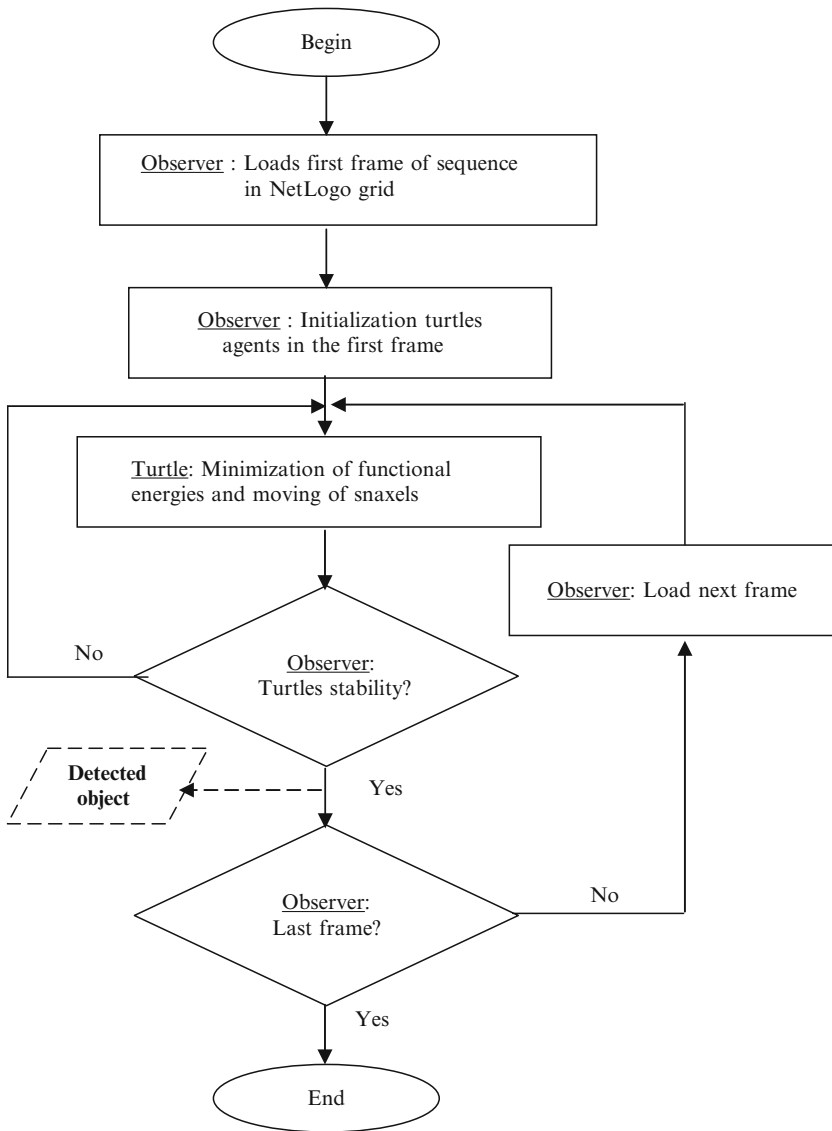 Begin
Observer : Loads first frame of sequence
in NetLogo grid
Observer : Initialization turtles
agents in the first frame
Turtle: Minimization of functional
energies and moving of snaxels
Observer: Load next frame
No
Observer:
Turtles stability?
Detected
object
Yes
Observer:
Last frame?
No
Yes
End